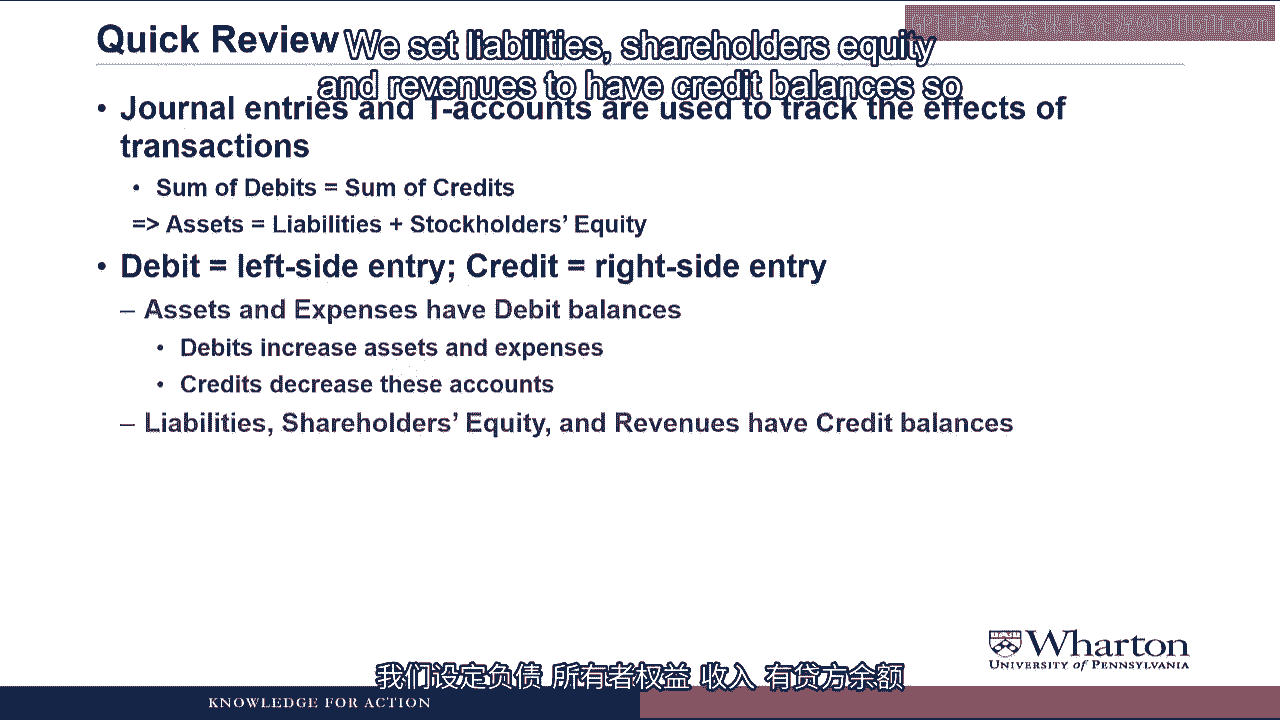 Quick Review
We set liabilities, shareholders equity
and revenues to have credit balances so
• Journal entries and T-accounts are used to track the effects of
transactions
• Sum of Debits = Sum of Credits
=> Assets = Liabilities + Stockholders’ Equity
• Debit = left-side entry; Credit = right-side entry
– Assets and Expenses have Debit balances
• Debits increase assets and expenses
• Credits decrease these accounts
– Liabilities, Shareholders’ Equity, and Revenues have Credit balances
Wharton
UNIVERSITY of PENNSYLVANIA
我们设定负债 所有者权益 收入 有贷方余额
KNOWLEDGE FOR ACTION